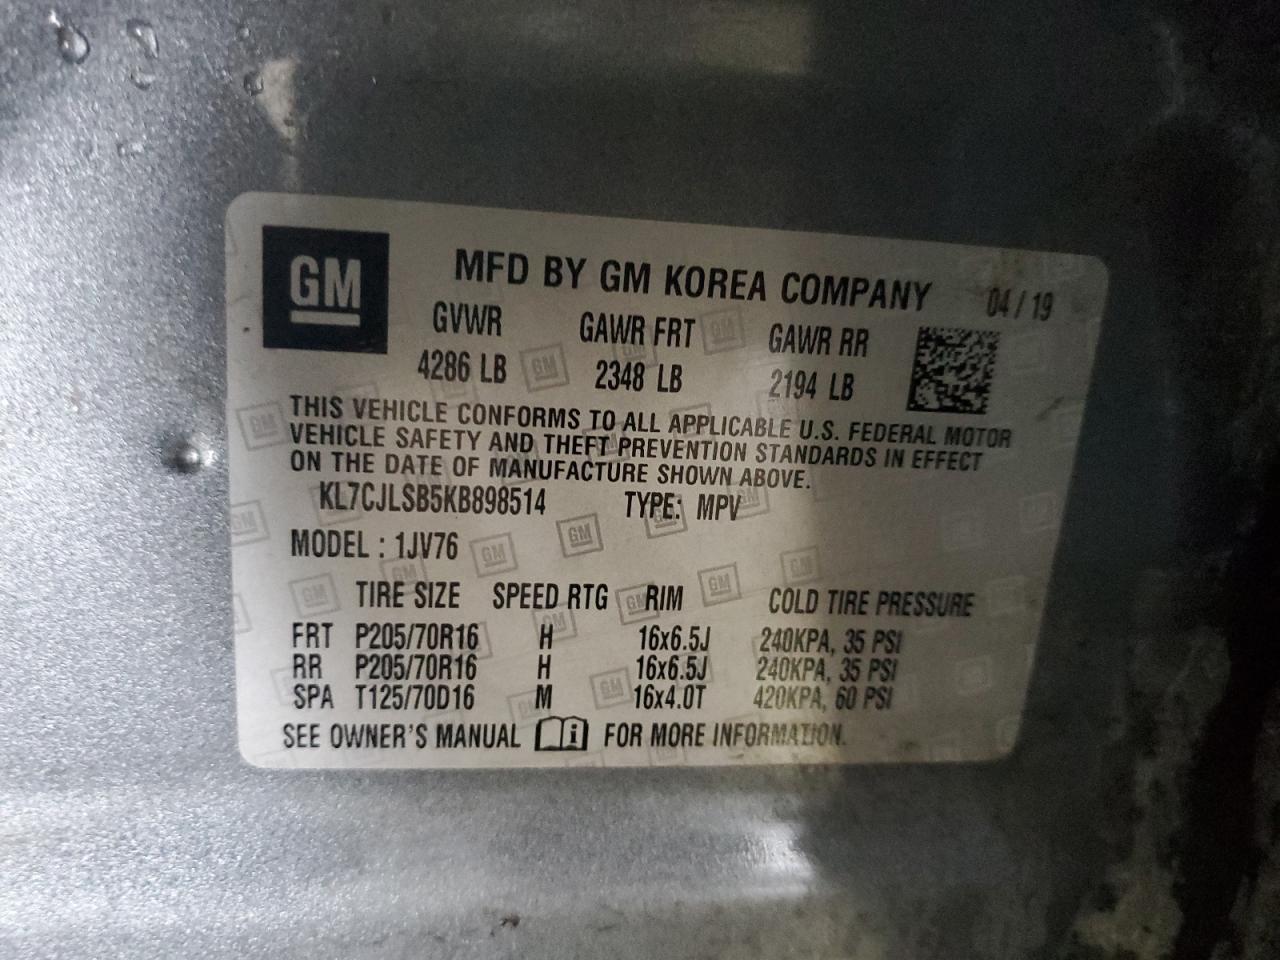 GM
MFD BY GM KOREA COMPANY 04/19
GVWR GAWR FRT GAWR RR
4286 LB 2348 LB 2194 LB
THIS VEHICLE CONFORMS TO ALL APPLICABLE U.S. FEDERAL MOTOR
VEHICLE SAFETY AND THEFT PREVENTION STANDARDS IN EFFECT
ON THE DATE OF MANUFACTURE SHOWN ABOVE.
KL7CJLSB5KB898514 TYPE: MPV
MODEL : 1JV76
TIRE SIZE SPEED RTG RIM COLD TIRE PRESSURE
FRT P205/70R16 H 16x6.5J 240KPA, 35 PSI
RR P205/70R16 H 16x6.5J 240KPA, 35 PSI
SPA T125/70D16 M 16x4.0T 420KPA, 60 PSI
SEE OWNER'S MANUAL i FOR MORE INFORMATION.